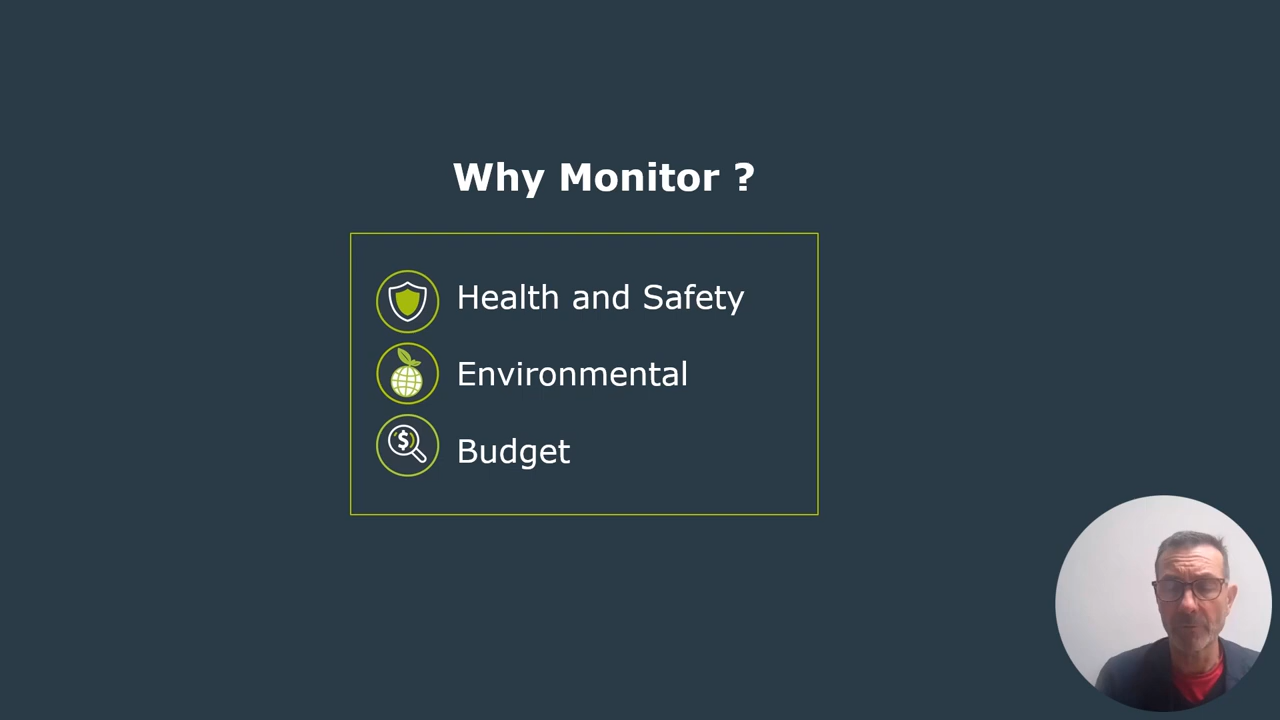 Why Monitor ?
Health and Safety
Environmental
$
Budget